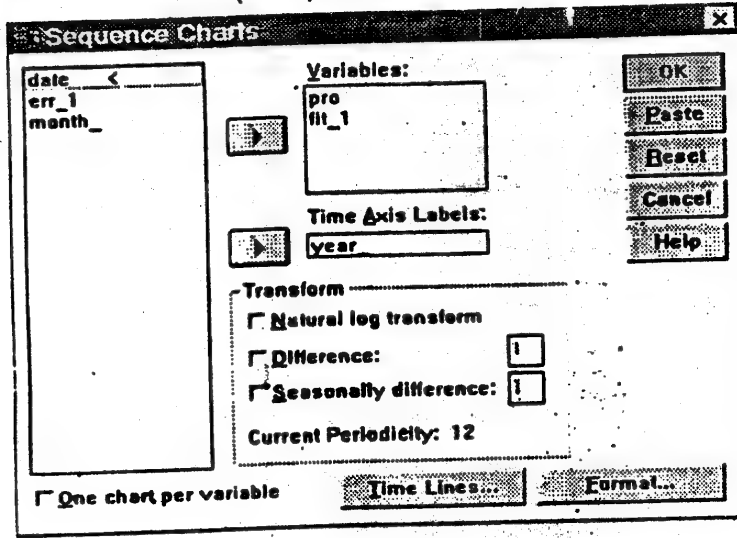 Sequence Charts
date <
err_1
month_
Variables:
pro
fit_1
Time Axis Labels:
year_
Transform
Natural log transform
Difference: 1
Seasonally difference: 1
Current Periodicity: 12
One chart per variable
Time Lines...
Format...
OK
Paste
Reset
Cancel
Help